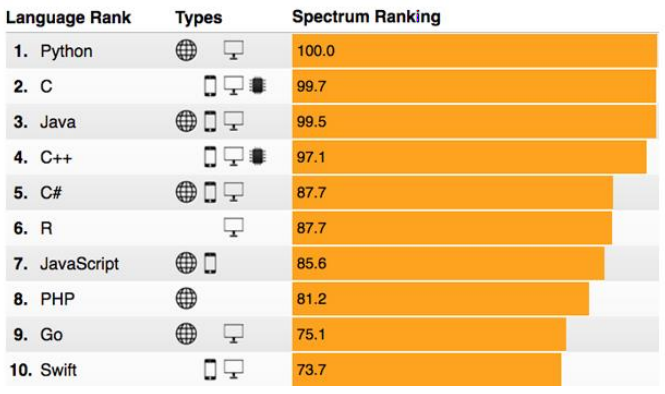 Language Rank Types Spectrum Ranking
1. Python 100.0
2. C 99.7
3. Java 99.5
4. C++ 97.1
5. C# 87.7
6. R 87.7
7. JavaScript 85.6
8. PHP 81.2
9. Go 75.1
10. Swift 73.7